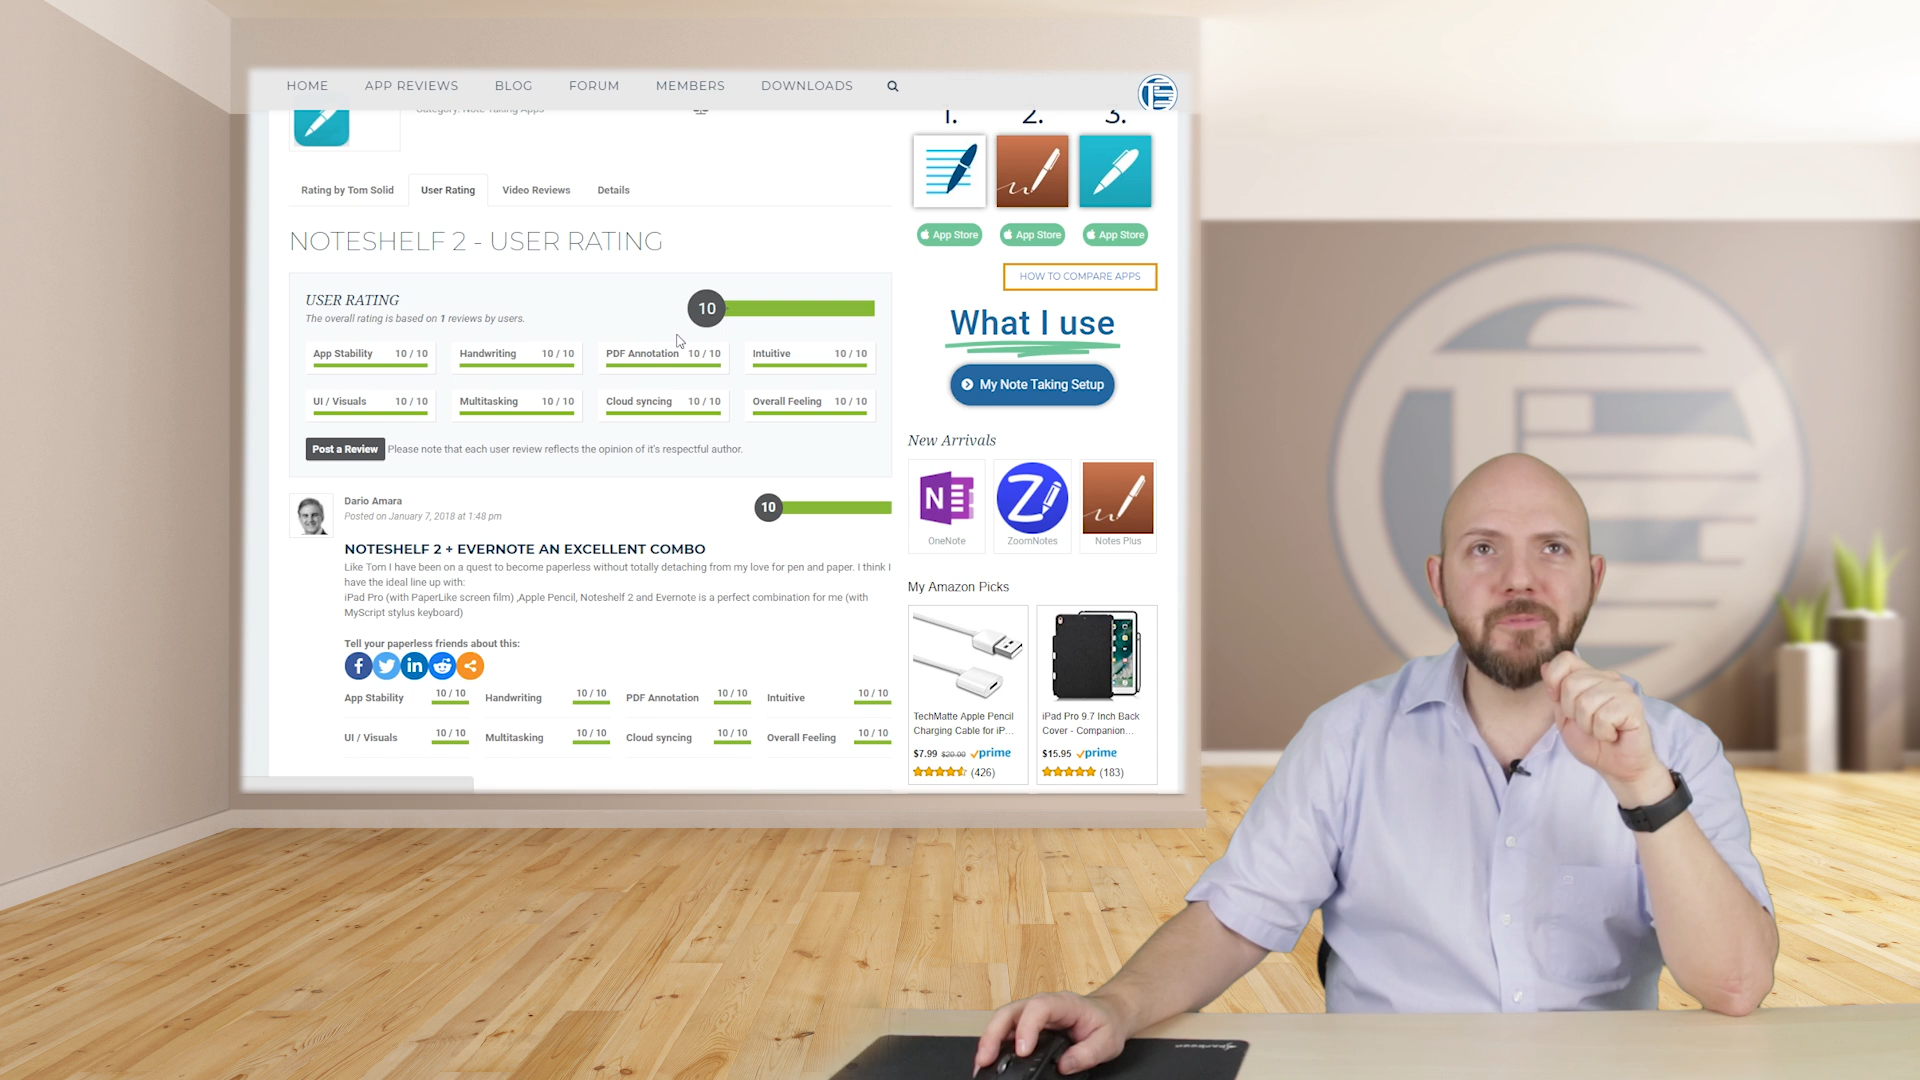 HOME APP REVIEWS BLOG FORUM MEMBERS DOWNLOADS
Category: Note Taking Apps
1. 2. 3.
Rating by Tom Solid User Rating Video Reviews Details
App Store App Store App Store
NOTESHELF 2 - USER RATING
HOW TO COMPARE APPS
USER RATING
The overall rating is based on 1 reviews by users.
10
What I use
App Stability 10 / 10 Handwriting 10 / 10 PDF Annotation 10 / 10 Intuitive 10 / 10
My Note Taking Setup
UI / Visuals 10 / 10 Multitasking 10 / 10 Cloud syncing 10 / 10 Overall Feeling 10 / 10
Post a Review Please note that each user review reflects the opinion of it's respectful author.
New Arrivals
OneNote ZoomNotes Notes Plus
Dario Amara
Posted on January 7, 2018 at 1:48 pm
10
NOTESHELF 2 + EVERNOTE AN EXCELLENT COMBO
Like Tom I have been on a quest to become paperless without totally detaching from my love for pen and paper. I think I
have the ideal line up with:
iPad Pro (with PaperLike screen film) ,Apple Pencil, Noteshelf 2 and Evernote is a perfect combination for me (with
MyScript stylus keyboard)
Tell your paperless friends about this:
App Stability 10 / 10 Handwriting 10 / 10 PDF Annotation 10 / 10 Intuitive 10 / 10
UI / Visuals 10 / 10 Multitasking 10 / 10 Cloud syncing 10 / 10 Overall Feeling 10 / 10
My Amazon Picks
TechMatte Apple Pencil
Charging Cable for iP...
$7.99 $20.00 prime
(426)
iPad Pro 9.7 Inch Back
Cover - Companion...
$15.95 prime
(183)